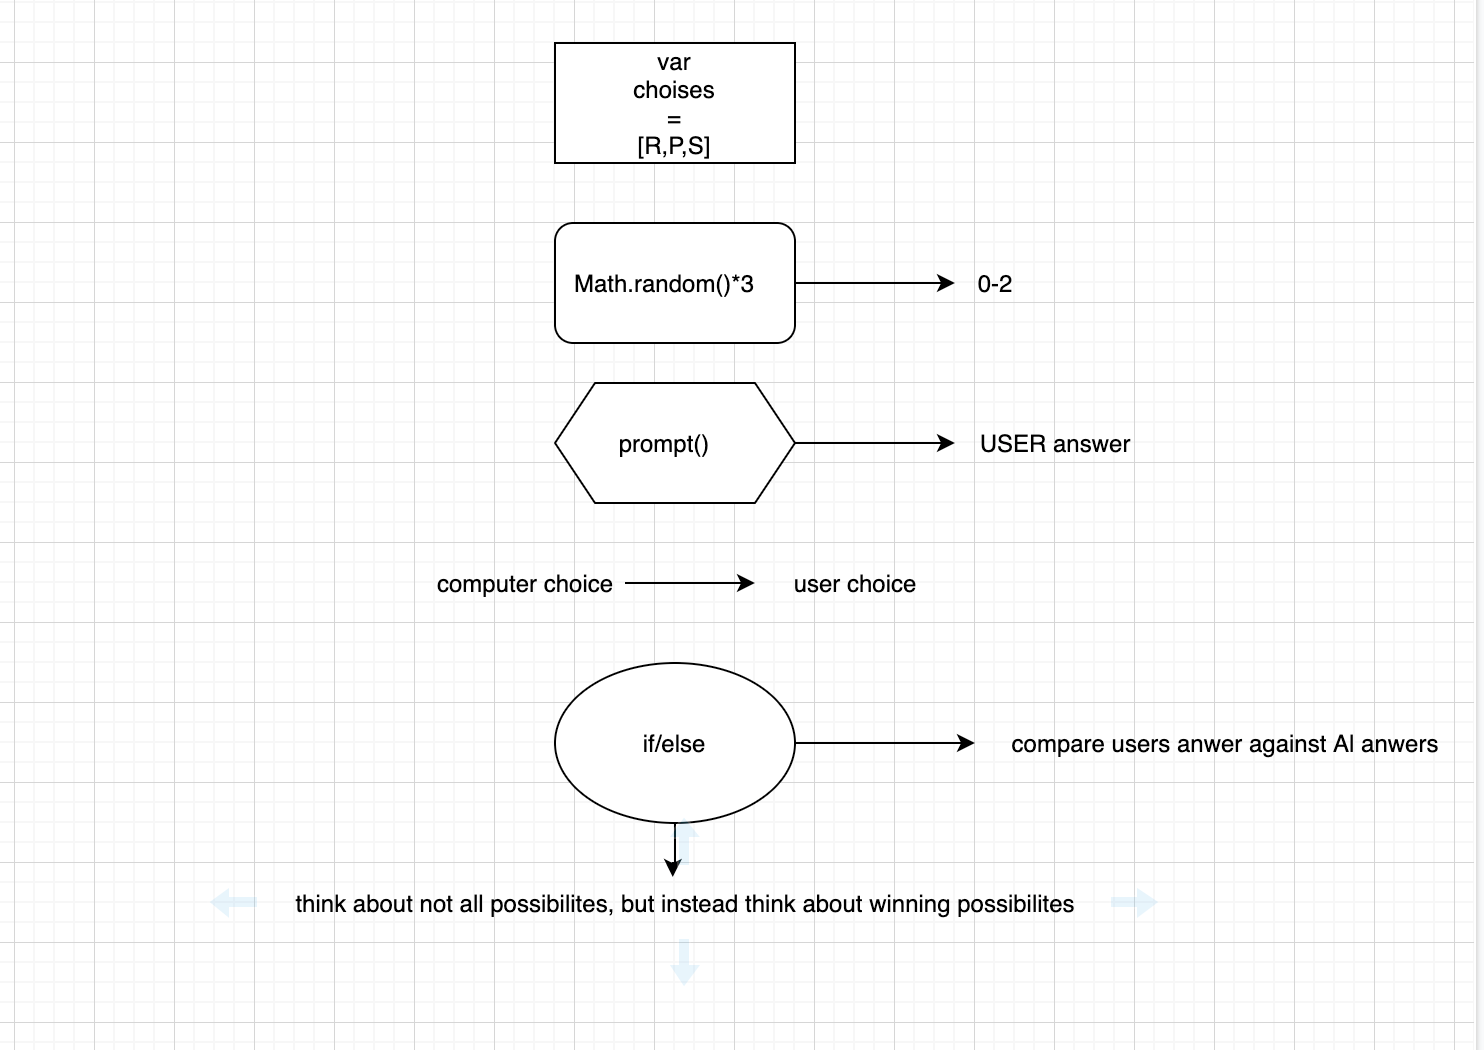 var
choises
=
[R,P,S]
Math.random()*3
0-2
prompt()
USER answer
computer choice
user choice
if/else
compare users anwer against AI anwers
think about not all possibilites, but instead think about winning possibilites